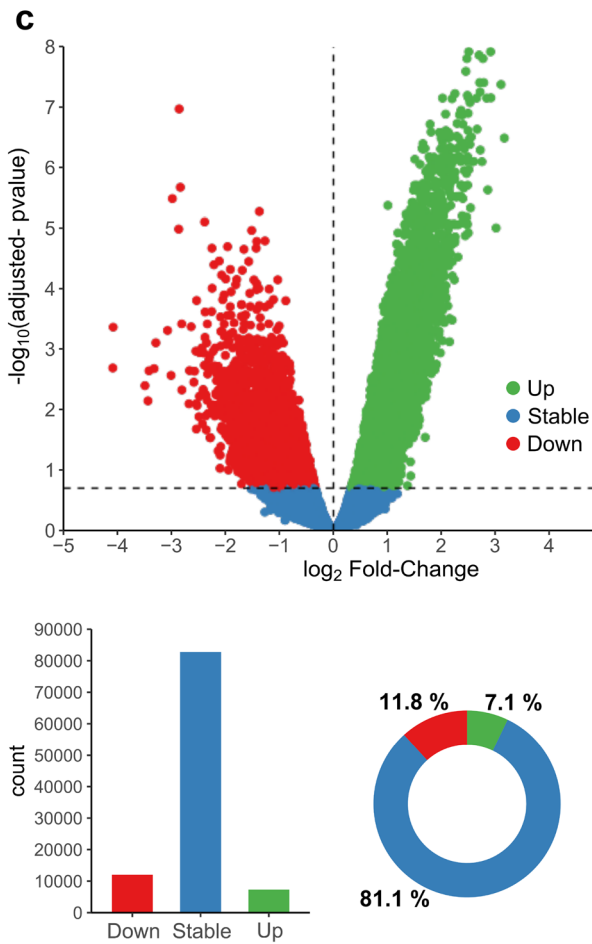 c
8
7
6
5
4
3
2
1
0
-log10(adjusted- pvalue)
−5 −4 −3 −2 −1 0 1 2 3 4
log2 Fold-Change
Up
Stable
Down
90000
80000
70000
60000
50000
40000
30000
20000
10000
0
count
Down Stable Up
11.8 % 7.1 %
81.1 %